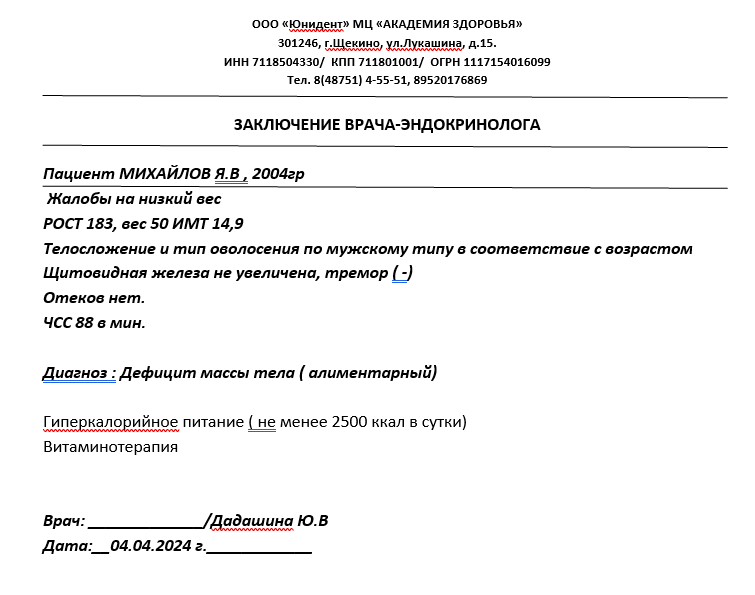 ООО «Юнидент» МЦ «АКАДЕМИЯ ЗДОРОВЬЯ»
301246, г.Щекино, ул.Лукашина, д.15.
ИНН 7118504330/ КПП 711801001/ ОГРН 1117154016099
Тел. 8(48751) 4-55-51, 89520176869
ЗАКЛЮЧЕНИЕ ВРАЧА-ЭНДОКРИНОЛОГА
Пациент МИХАЙЛОВ Я.В , 2004гр
Жалобы на низкий вес
РОСТ 183, вес 50 ИМТ 14,9
Телосложение и тип оволосения по мужскому типу в соответствие с возрастом
Щитовидная железа не увеличена, тремор ( -)
Отеков нет.
ЧСС 88 в мин.
Диагноз : Дефицит массы тела ( алиментарный)
Гиперкалорийное питание ( не менее 2500 ккал в сутки)
Витаминотерапия
Врач: _____________/Дадашина Ю.В
Дата:__04.04.2024 г.____________